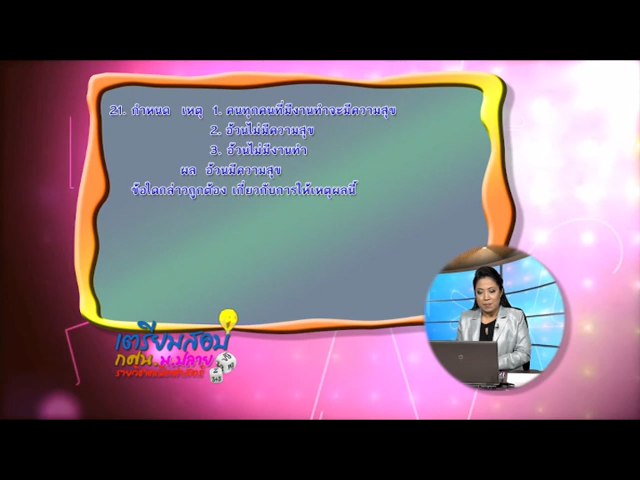 21. กำหนด เหตุ 1. คนทุกคนที่มีงานทำจะมีความสุข
2. อ้วนไม่มีความสุข
3. อ้วนไม่มีงานทำ
ผล อ้วนมีความสุข
ข้อใดกล่าวถูกต้อง เกี่ยวกับการให้เหตุผลนี้
เตรียมสอบ
กศน. ม.ปลาย